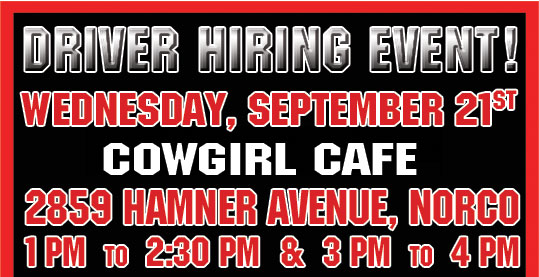 DRIVER HIRING EVENT!
WEDNESDAY, SEPTEMBER 21ST
COWGIRL CAFE
2859 HAMNER AVENUE, NORCO
1 PM TO 2:30 PM & 3 PM TO 4 PM